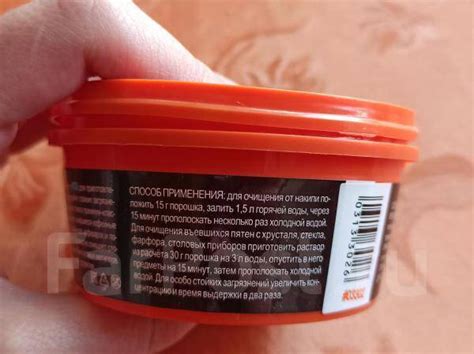 СПОСОБ ПРИМЕНЕНИЯ: для очищения от накипи по-
ложить 15 г порошка, залить 1,5 л горячей воды, через
15 минут прополоскать несколько раз холодной водой.
Для очищения въевшихся пятен с хрусталя, стекла,
фарфора, столовых приборов приготовить раствор
из расчета 30 г порошка на 3 л воды, опустить в него
предметы на 15 минут, затем прополоскать холодной
водой. Для особо стойких загрязнений увеличить кон-
центрацию и время выдержки в два раза.